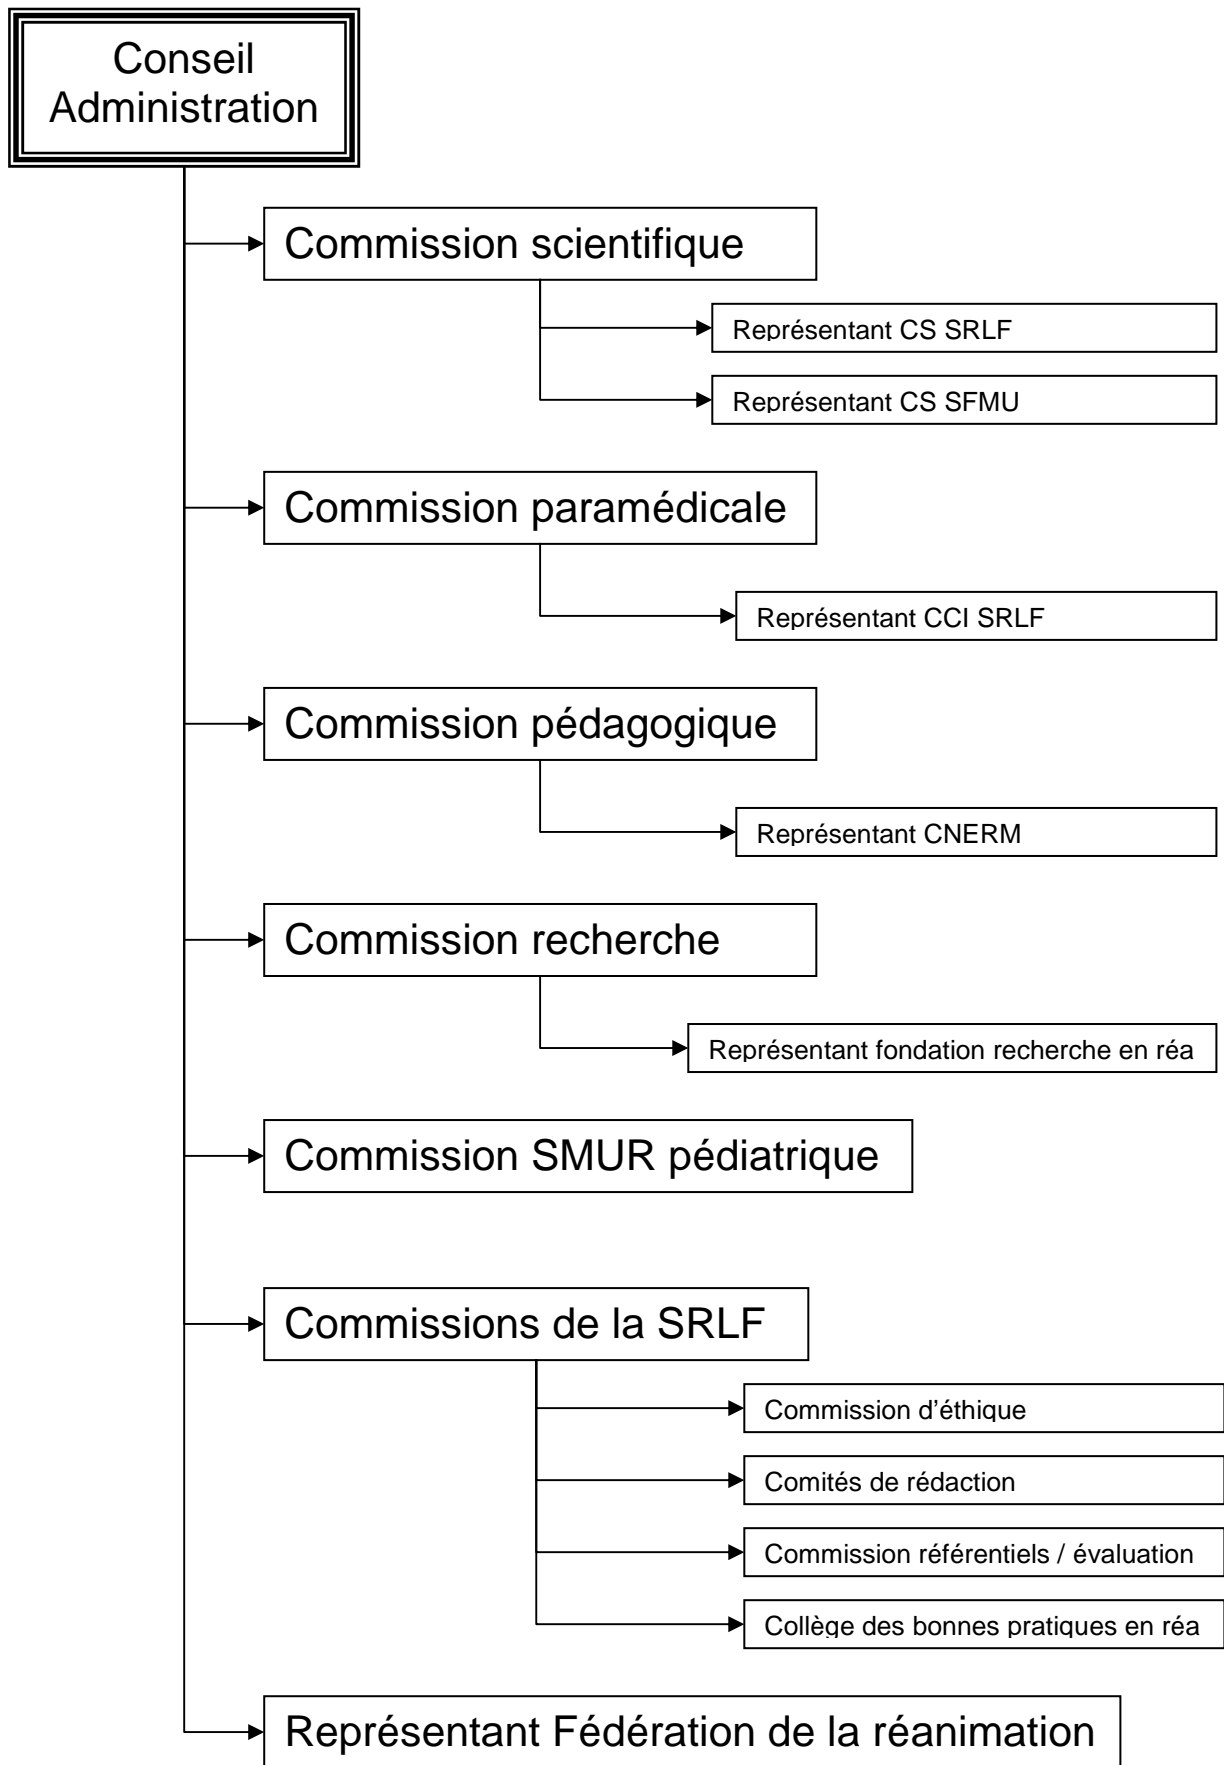 Conseil
Administration
Commission scientifique
Représentant CS SRLF
Représentant CS SFMU
Commission paramédicale
Représentant CCI SRLF
Commission pédagogique
Représentant CNERM
Commission recherche
Représentant fondation recherche en réa
Commission SMUR pédiatrique
Commissions de la SRLF
Commission d'éthique
Comités de rédaction
Commission référentiels / évaluation
Collège des bonnes pratiques en réa
Représentant Fédération de la réanimation